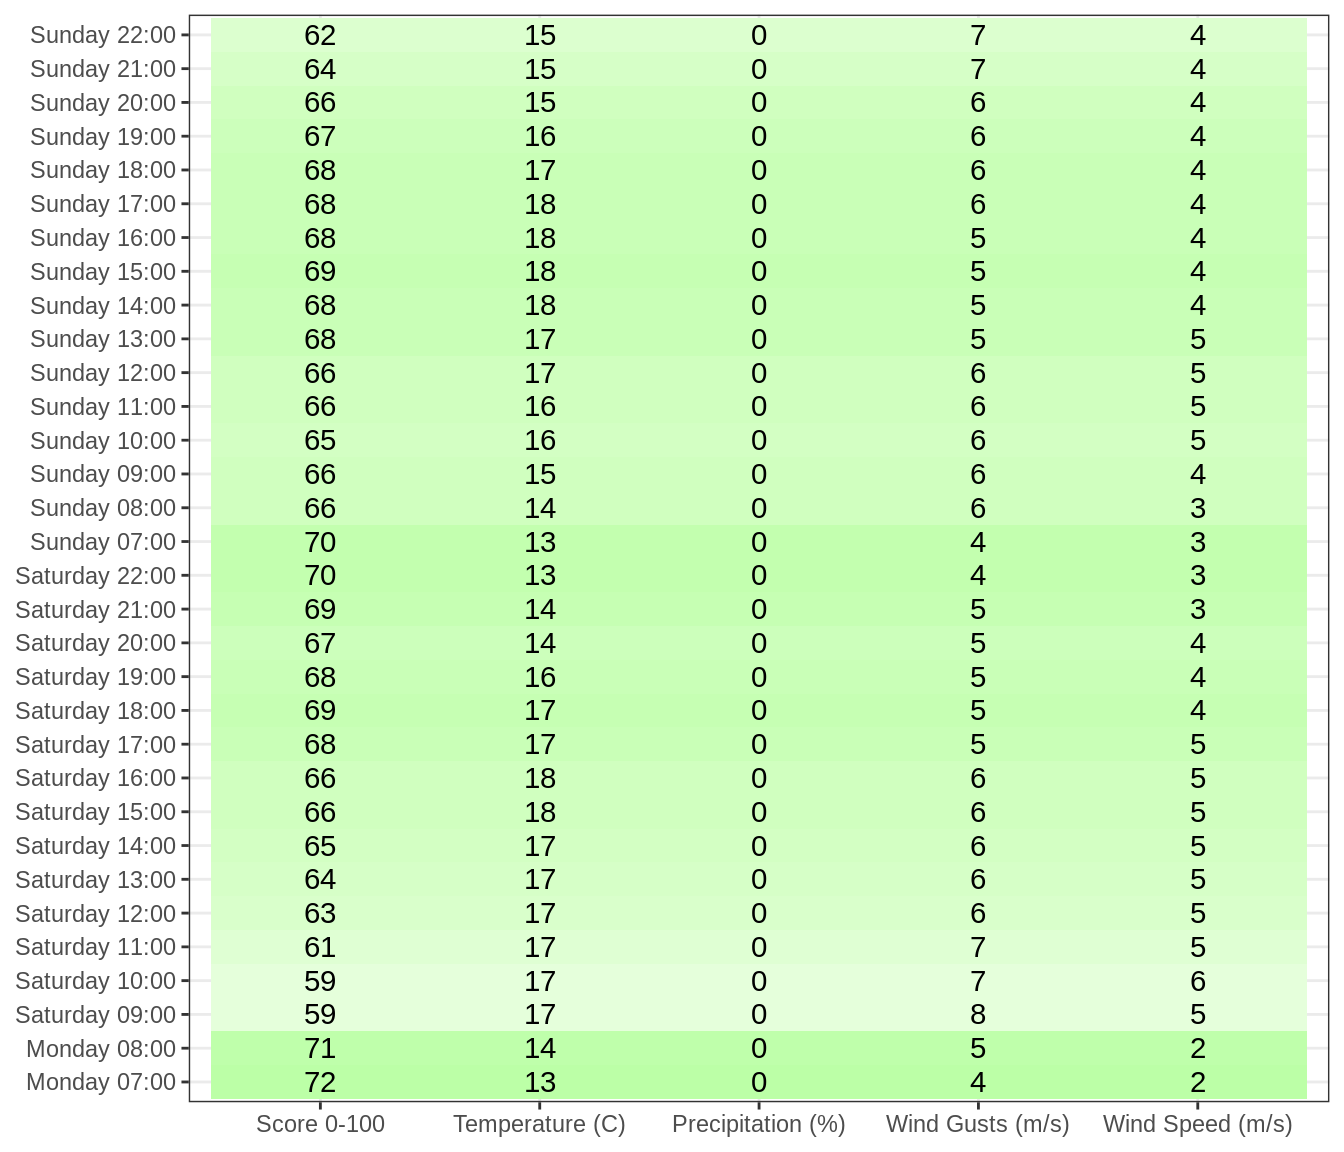 Sunday 22:00 62 15 0 7 4
Sunday 21:00 64 15 0 7 4
Sunday 20:00 66 15 0 6 4
Sunday 19:00 67 16 0 6 4
Sunday 18:00 68 17 0 6 4
Sunday 17:00 68 18 0 6 4
Sunday 16:00 68 18 0 5 4
Sunday 15:00 69 18 0 5 4
Sunday 14:00 68 18 0 5 4
Sunday 13:00 68 17 0 5 5
Sunday 12:00 66 17 0 6 5
Sunday 11:00 66 16 0 6 5
Sunday 10:00 65 16 0 6 5
Sunday 09:00 66 15 0 6 4
Sunday 08:00 66 14 0 6 3
Sunday 07:00 70 13 0 4 3
Saturday 22:00 70 13 0 4 3
Saturday 21:00 69 14 0 5 3
Saturday 20:00 67 14 0 5 4
Saturday 19:00 68 16 0 5 4
Saturday 18:00 69 17 0 5 4
Saturday 17:00 68 17 0 5 5
Saturday 16:00 66 18 0 6 5
Saturday 15:00 66 18 0 6 5
Saturday 14:00 65 17 0 6 5
Saturday 13:00 64 17 0 6 5
Saturday 12:00 63 17 0 6 5
Saturday 11:00 61 17 0 7 5
Saturday 10:00 59 17 0 7 6
Saturday 09:00 59 17 0 8 5
Monday 08:00 71 14 0 5 2
Monday 07:00 72 13 0 4 2
Score 0-100 Temperature (C) Precipitation (%) Wind Gusts (m/s) Wind Speed (m/s)